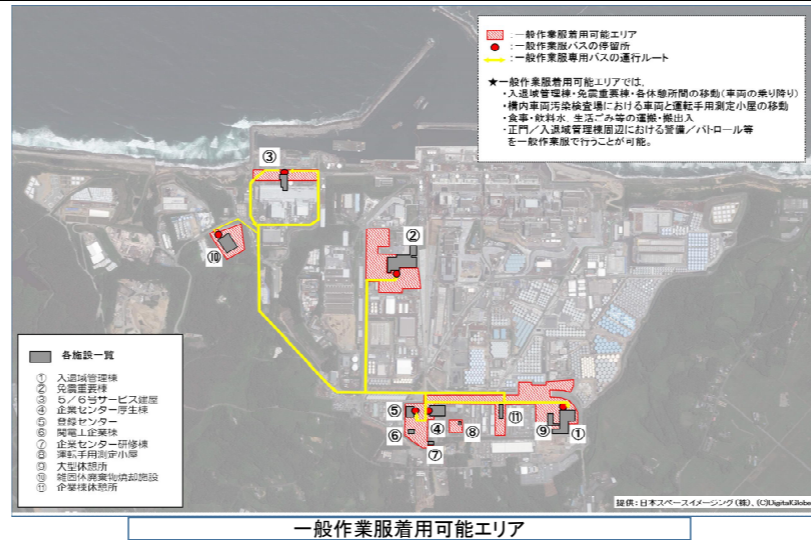 ：一般作業服着用可能エリア
：一般作業服バスの停留所
：一般作業服専用バスの運行ルート
★一般作業服着用可能エリアでは、
・入退域管理棟・免震重要棟・各休憩所間の移動（車両の乗り降り）
・構内車両汚染検査場における車両と運転手用測定小屋の移動
・食事・飲料水、生活ごみ等の運搬・搬出入
・正門／入退域管理棟周辺における警備／パトロール等
を一般作業服で行うことが可能。
③
②
⑩
⑤
④
⑥
⑦
⑧
⑪
⑨
①
各施設一覧
① 入退域管理棟
② 免震重要棟
③ ５／６号サービス建屋
④ 企業センター厚生棟
⑤ 登録センター
⑥ 関電工企業棟
⑦ 企業センター研修棟
⑧ 運転手用測定小屋
⑨ 大型休憩所
⑩ 雑固体廃棄物焼却施設
⑪ 企業棟休憩所
提供：日本スペースイメージング（株）、(C)DigitalGlobe
一般作業服着用可能エリア